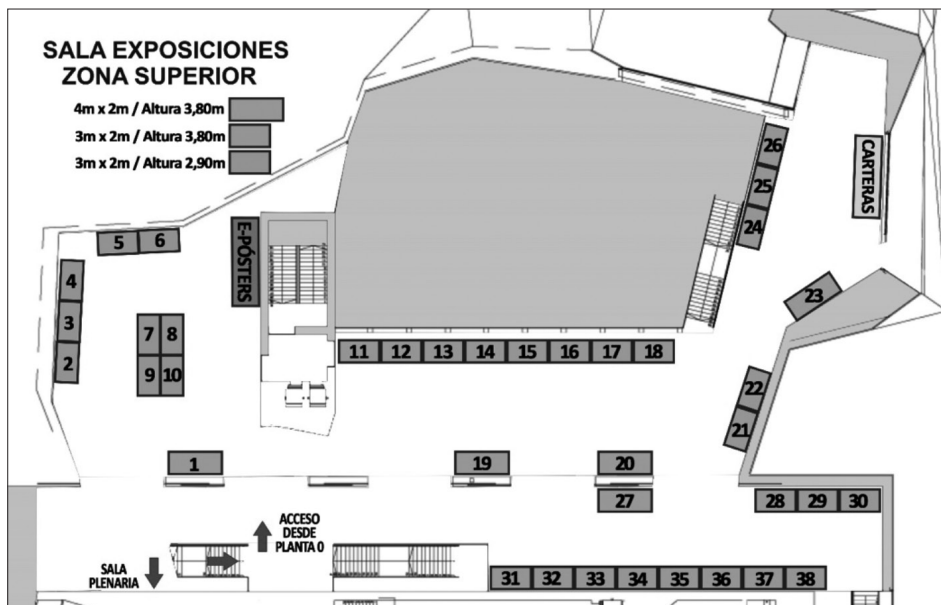 SALA EXPOSICIONES
ZONA SUPERIOR
4m x 2m / Altura 3,80m
3m x 2m / Altura 3,80m
3m x 2m / Altura 2,90m
26
25
24
CARTERAS
E-PÓSTERS
5 6
4
3
2
7 8
9 10
23
11 12 13 14 15 16 17 18
22
21
1
19
20
27
28 29 30
ACCESO
DESDE
PLANTA 0
SALA
PLENARIA
31 32 33 34 35 36 37 38